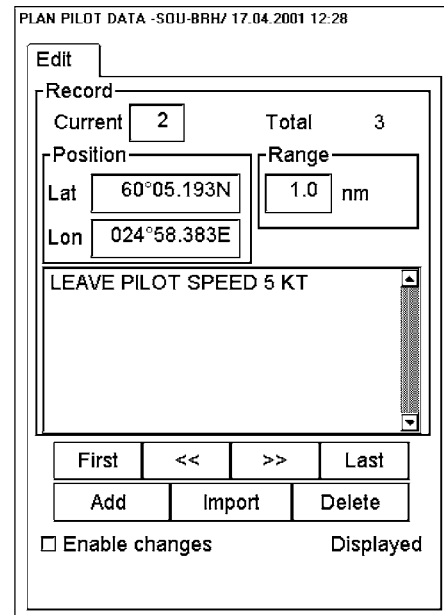 PLAN PILOT DATA -SOU-BRH/ 17.04.2001 12:28
Edit
Record
Current 2 Total 3
Position Range
Lat 60°05.193N 1.0 nm
Lon 024°58.383E
LEAVE PILOT SPEED 5 KT
First << >> Last
Add Import Delete
Enable changes Displayed